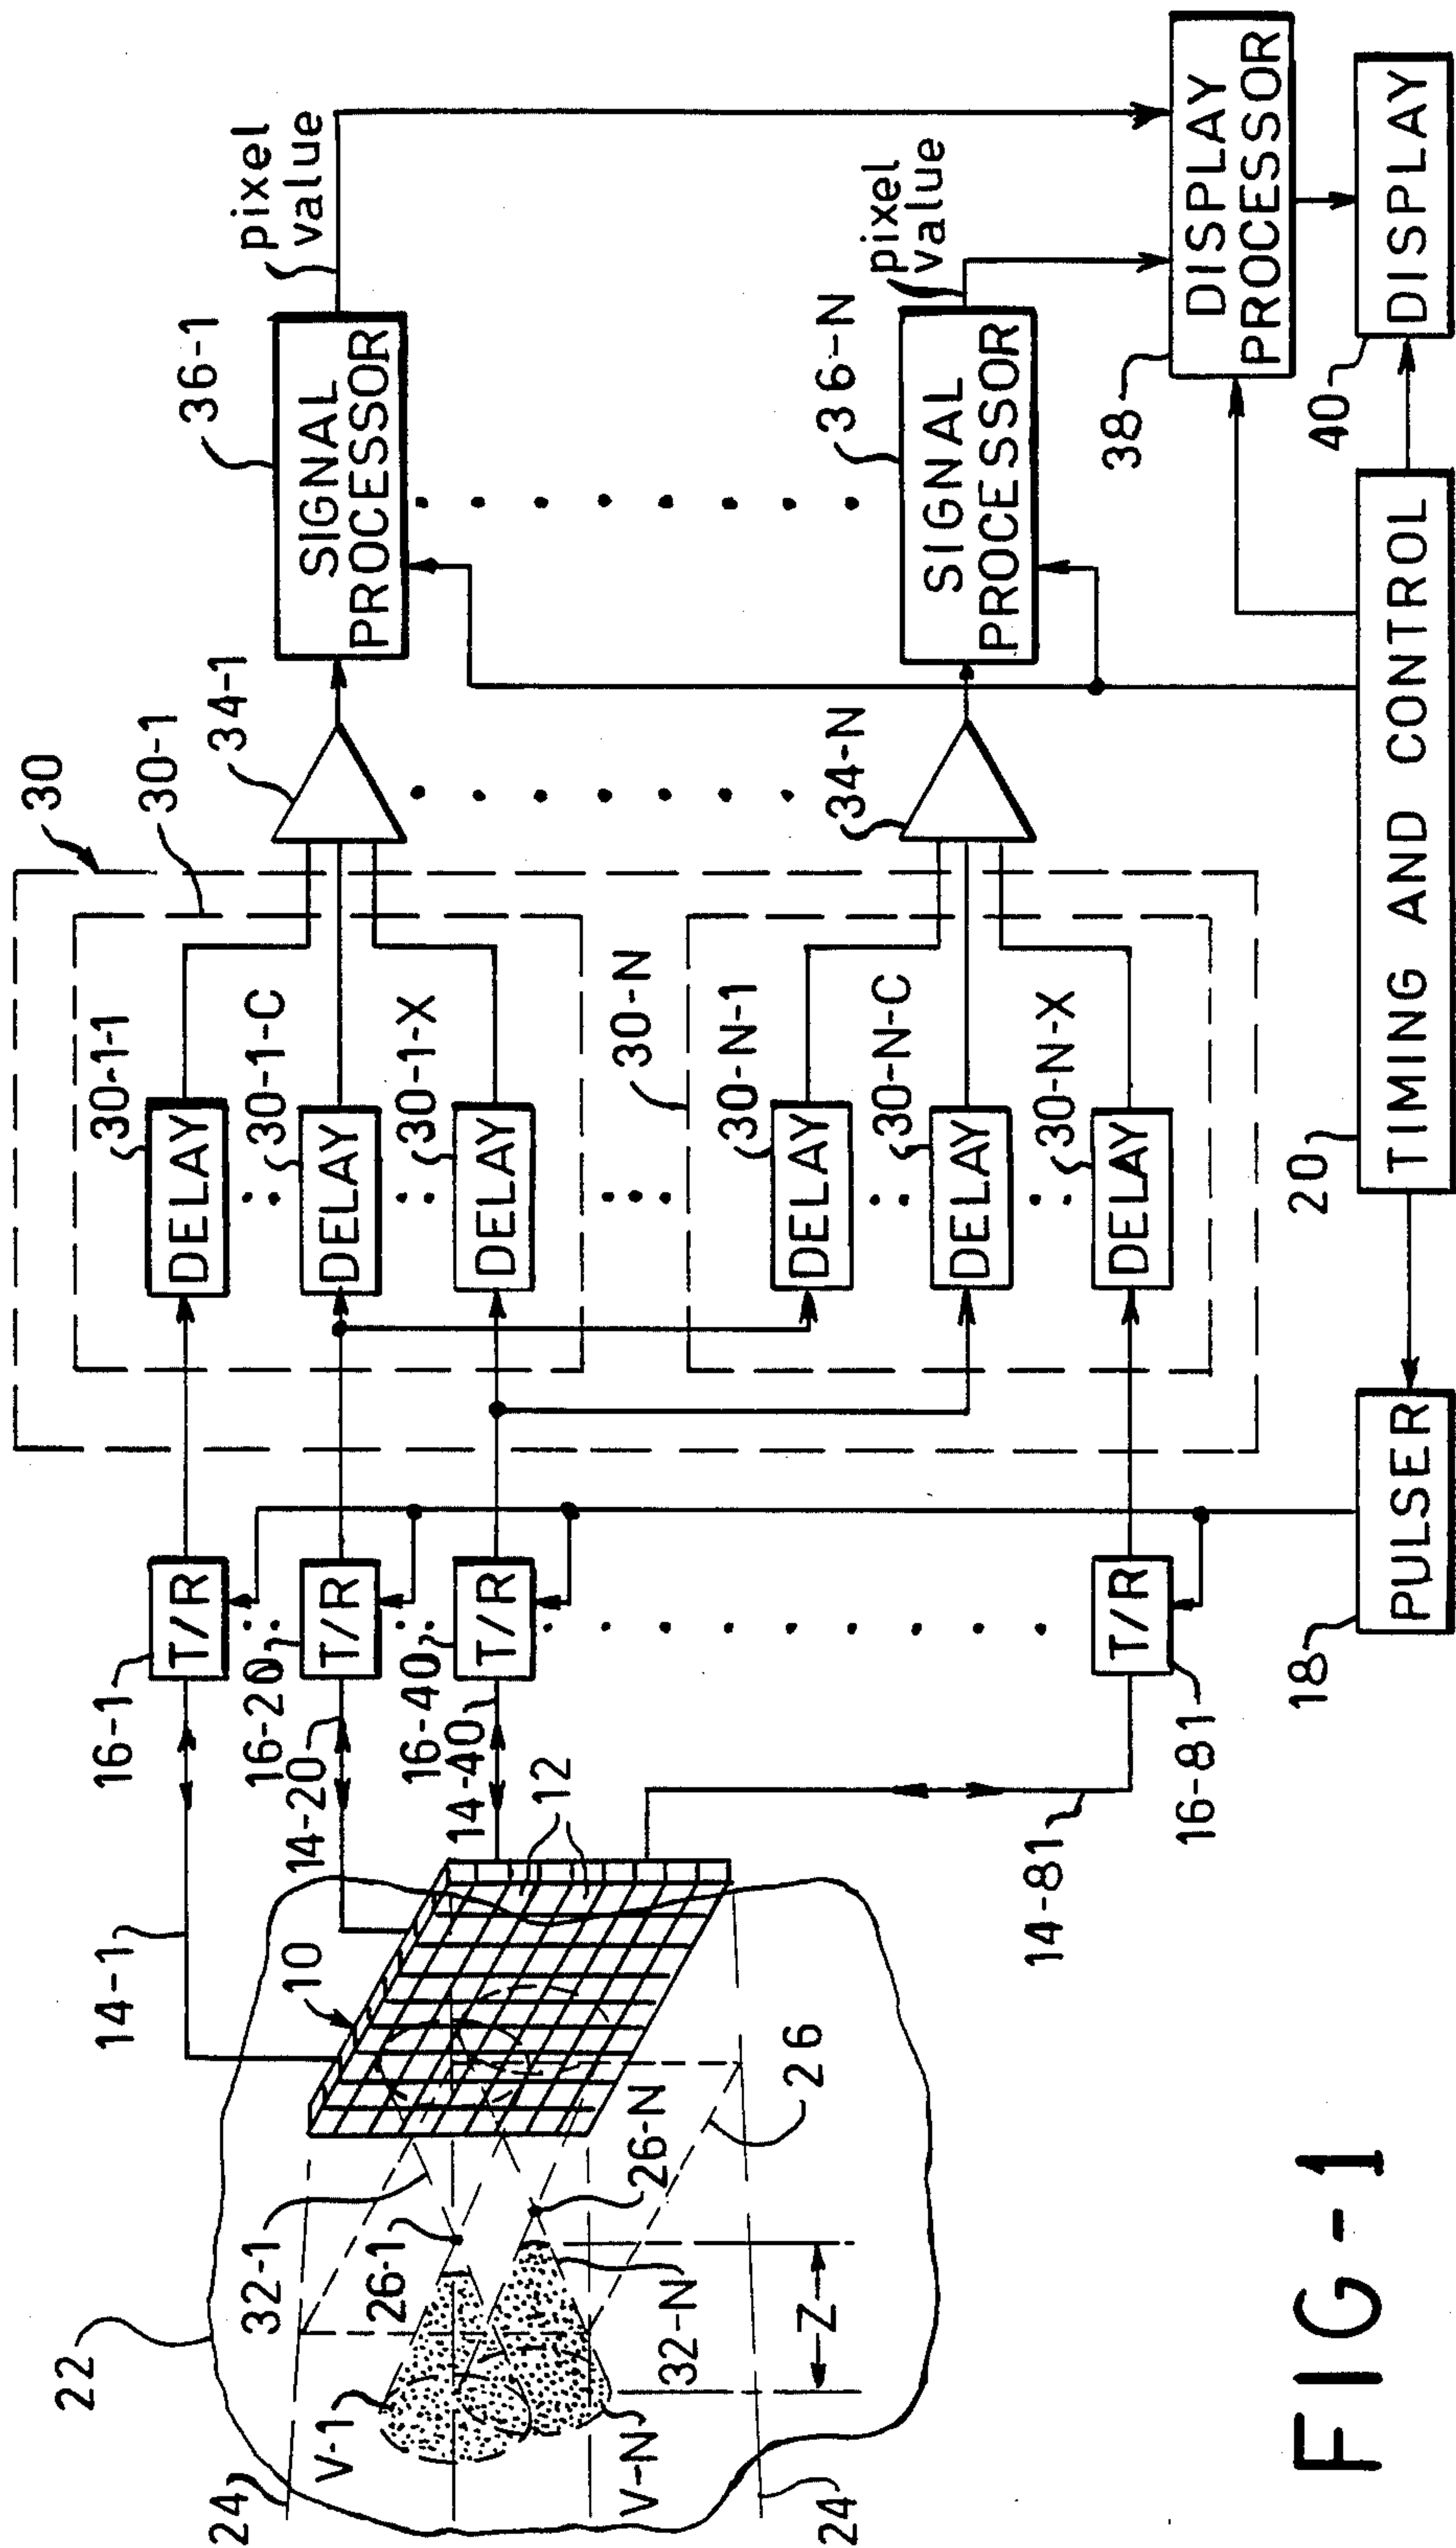 22
24
V-1
V-N
24
32-1
26-1
26-N
32-N
Z
26
10
12
14-1
14-20
14-40
14-81
16-1
T/R
16-20
T/R
16-40
T/R
16-81
T/R
18
PULSER
20
TIMING AND CONTROL
30
30-1
30-1-1
DELAY
30-1-C
DELAY
30-1-X
DELAY
30-N
30-N-1
DELAY
30-N-C
DELAY
30-N-X
DELAY
34-1
34-N
36-1
SIGNAL
PROCESSOR
36-N
SIGNAL
PROCESSOR
pixel
value
pixel
value
38
DISPLAY
PROCESSOR
40
DISPLAY
FIG-1